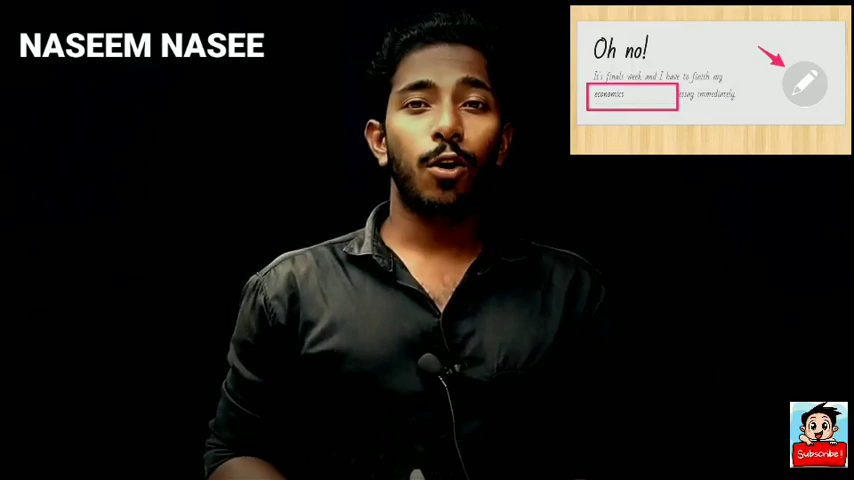 NASEEM NASEE
Oh no!
It's finals week and I have to finish my
economics essay immediately.
Subscribe!